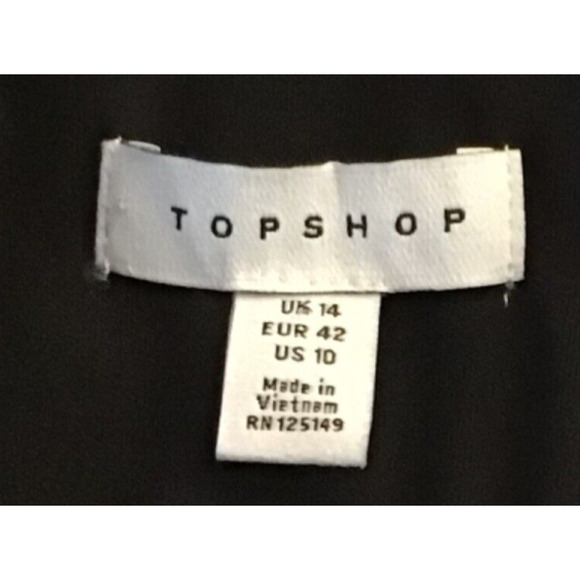 TOPSHOP
UK 14
EUR 42
US 10
Made in
Vietnam
RN125149